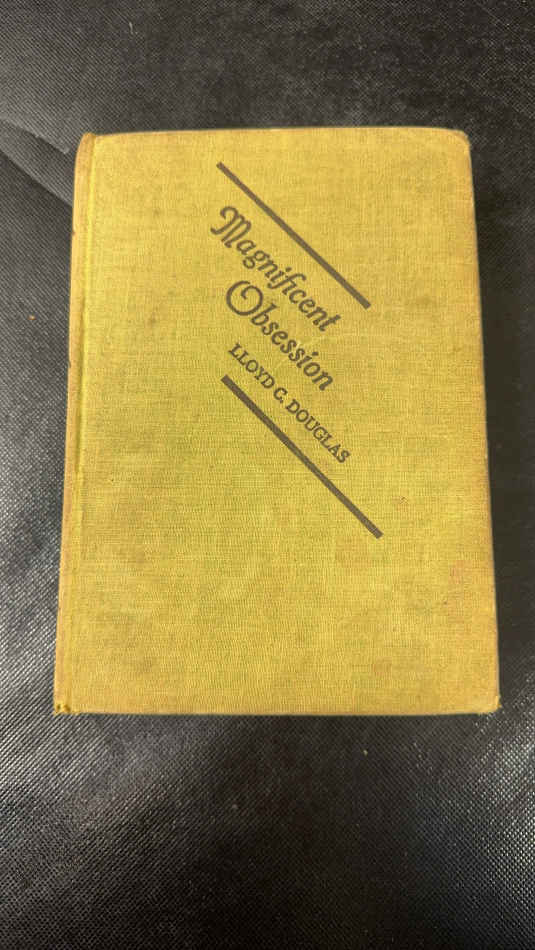 Magnificent
Obsession
LLOYD C. DOUGLAS